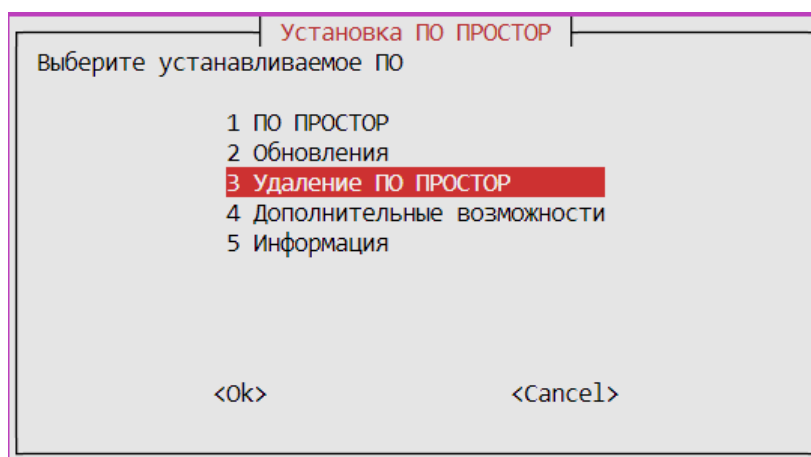 Установка ПО ПРОСТОР
Выберите устанавливаемое ПО
1 ПО ПРОСТОР
2 Обновления
3 Удаление ПО ПРОСТОР
4 Дополнительные возможности
5 Информация
<Ok> <Cancel>